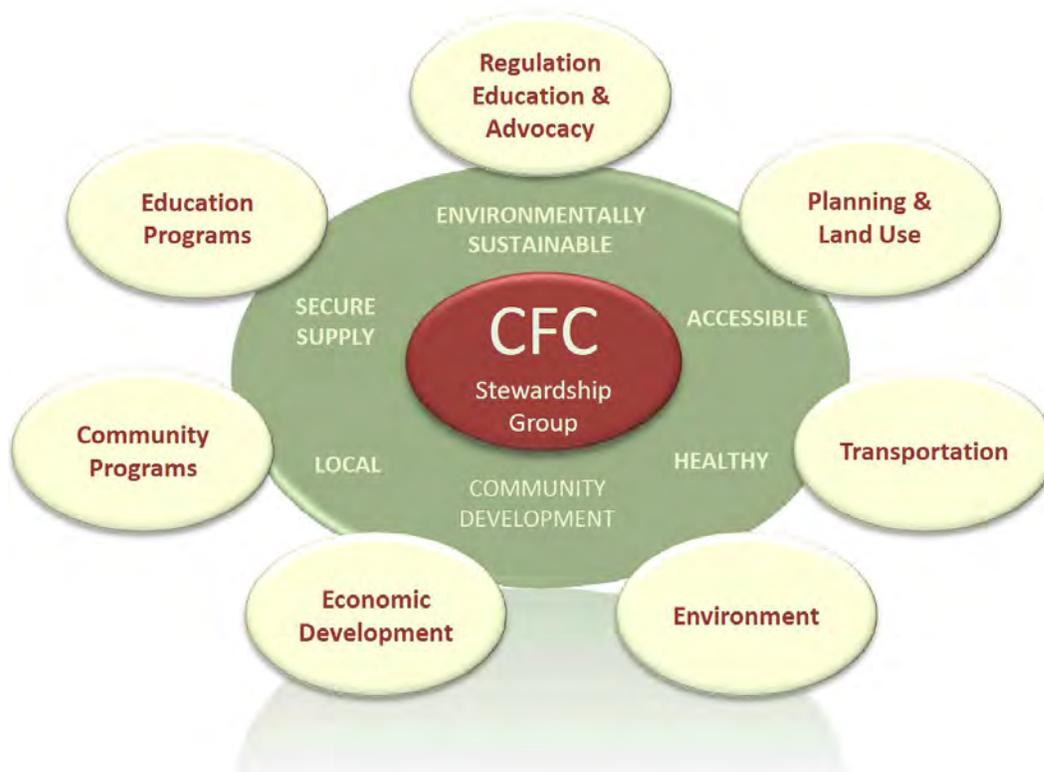 Regulation
Education &
Advocacy
Education
Programs
Planning &
Land Use
ENVIRONMENTALLY
SUSTAINABLE
SECURE
SUPPLY
ACCESSIBLE
CFC
Stewardship
Group
Community
Programs
Transportation
LOCAL
HEALTHY
COMMUNITY
DEVELOPMENT
Economic
Development
Environment